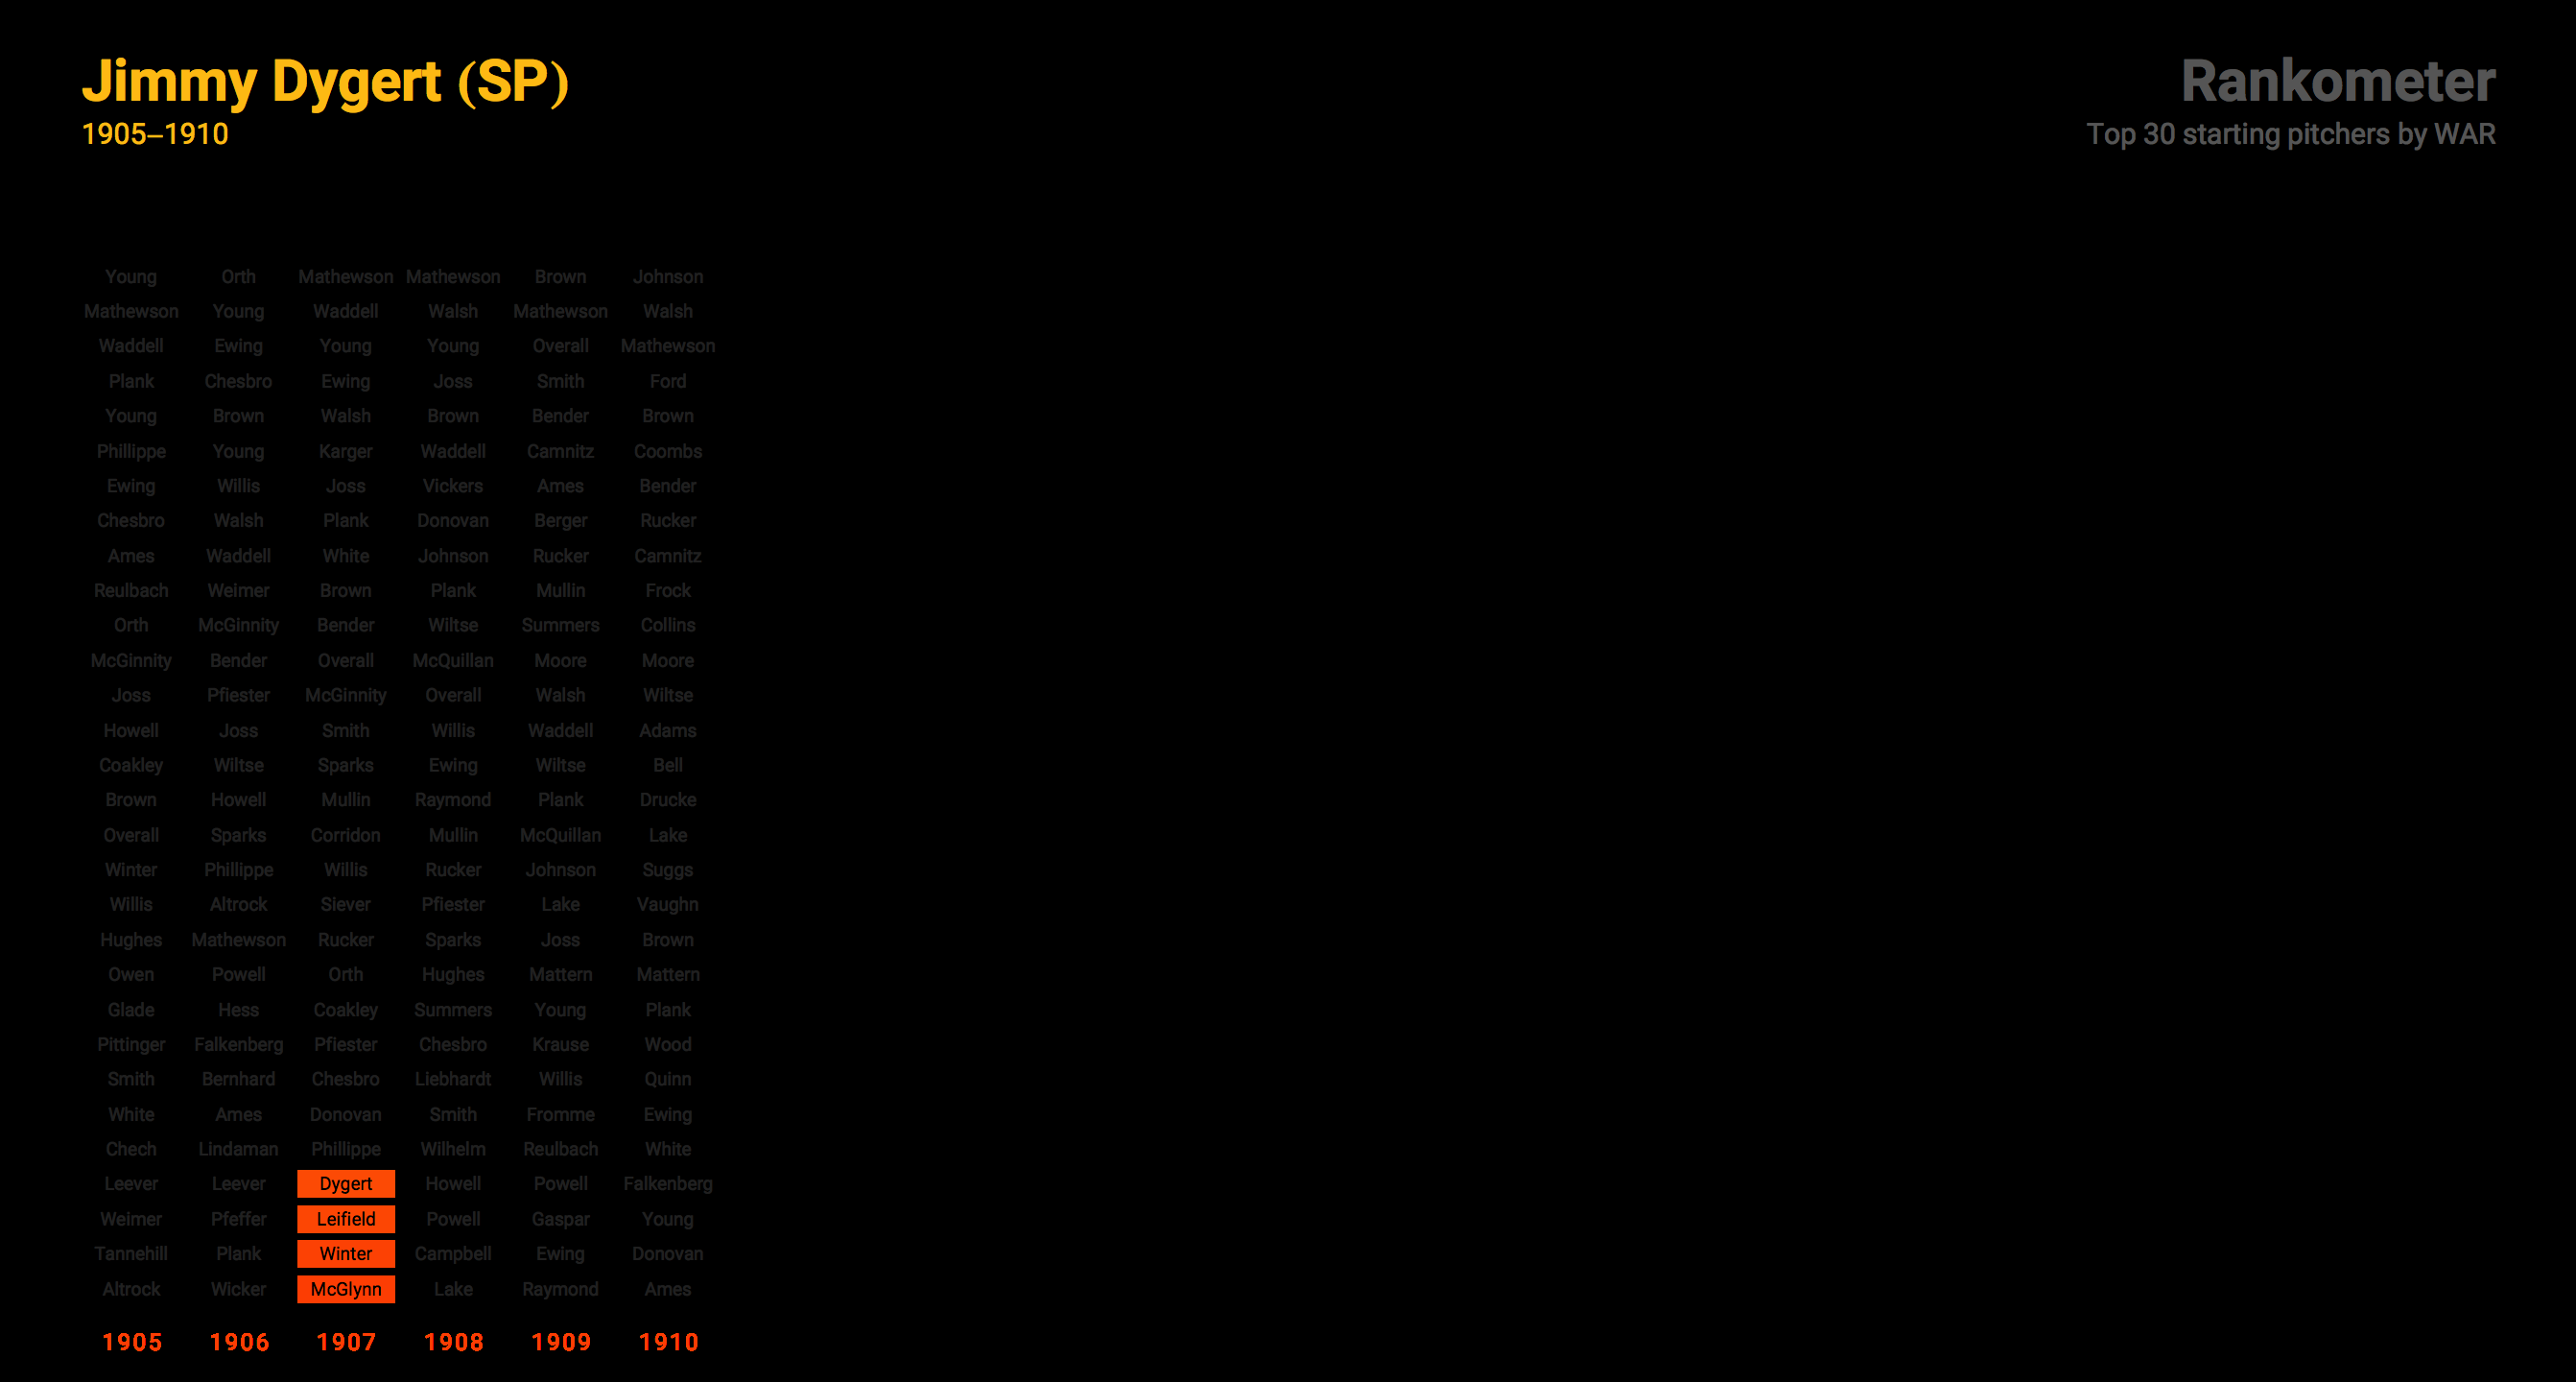 Jimmy Dygert (SP)
1905–1910
Rankometer
Top 30 starting pitchers by WAR
Young Orth Mathewson Mathewson Brown Johnson
Mathewson Young Waddell Walsh Mathewson Walsh
Waddell Ewing Young Young Overall Mathewson
Plank Chesbro Ewing Joss Smith Ford
Young Brown Walsh Brown Bender Brown
Phillippe Young Karger Waddell Camnitz Coombs
Ewing Willis Joss Vickers Ames Bender
Chesbro Walsh Plank Donovan Berger Rucker
Ames Waddell White Johnson Rucker Camnitz
Reulbach Weimer Brown Plank Mullin Frock
Orth McGinnity Bender Wiltse Summers Collins
McGinnity Bender Overall McQuillan Moore Moore
Joss Pfiester McGinnity Overall Walsh Wiltse
Howell Joss Smith Willis Waddell Adams
Coakley Wiltse Sparks Ewing Wiltse Bell
Brown Howell Mullin Raymond Plank Drucke
Overall Sparks Corridon Mullin McQuillan Lake
Winter Phillippe Willis Rucker Johnson Suggs
Willis Altrock Siever Pfiester Lake Vaughn
Hughes Mathewson Rucker Sparks Joss Brown
Owen Powell Orth Hughes Mattern Mattern
Glade Hess Coakley Summers Young Plank
Pittinger Falkenberg Pfiester Chesbro Krause Wood
Smith Bernhard Chesbro Liebhardt Willis Quinn
White Ames Donovan Smith Fromme Ewing
Chech Lindaman Phillippe Wilhelm Reulbach White
Leever Leever Dygert Howell Powell Falkenberg
Weimer Pfeffer Leifield Powell Gaspar Young
Tannehill Plank Winter Campbell Ewing Donovan
Altrock Wicker McGlynn Lake Raymond Ames
1905 1906 1907 1908 1909 1910